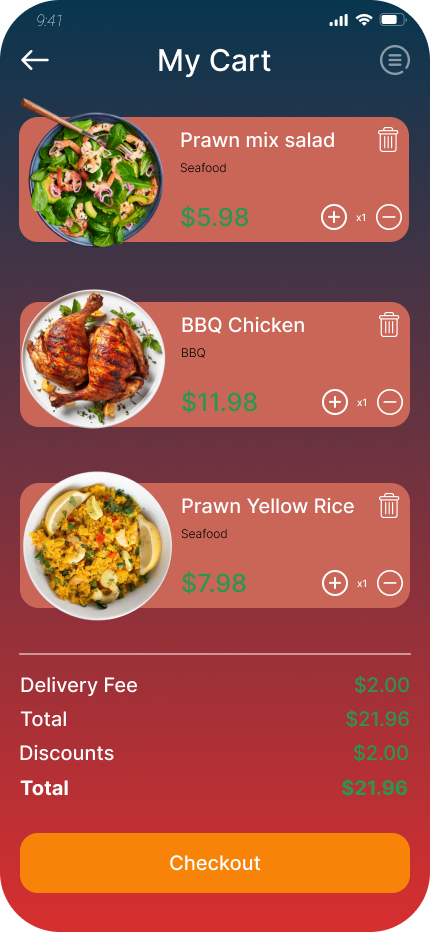 9:41
My Cart
Prawn mix salad
Seafood
$5.98
x1
BBQ Chicken
BBQ
$11.98
x1
Prawn Yellow Rice
Seafood
$7.98
x1
Delivery Fee $2.00
Total $21.96
Discounts $2.00
Total $21.96
Checkout